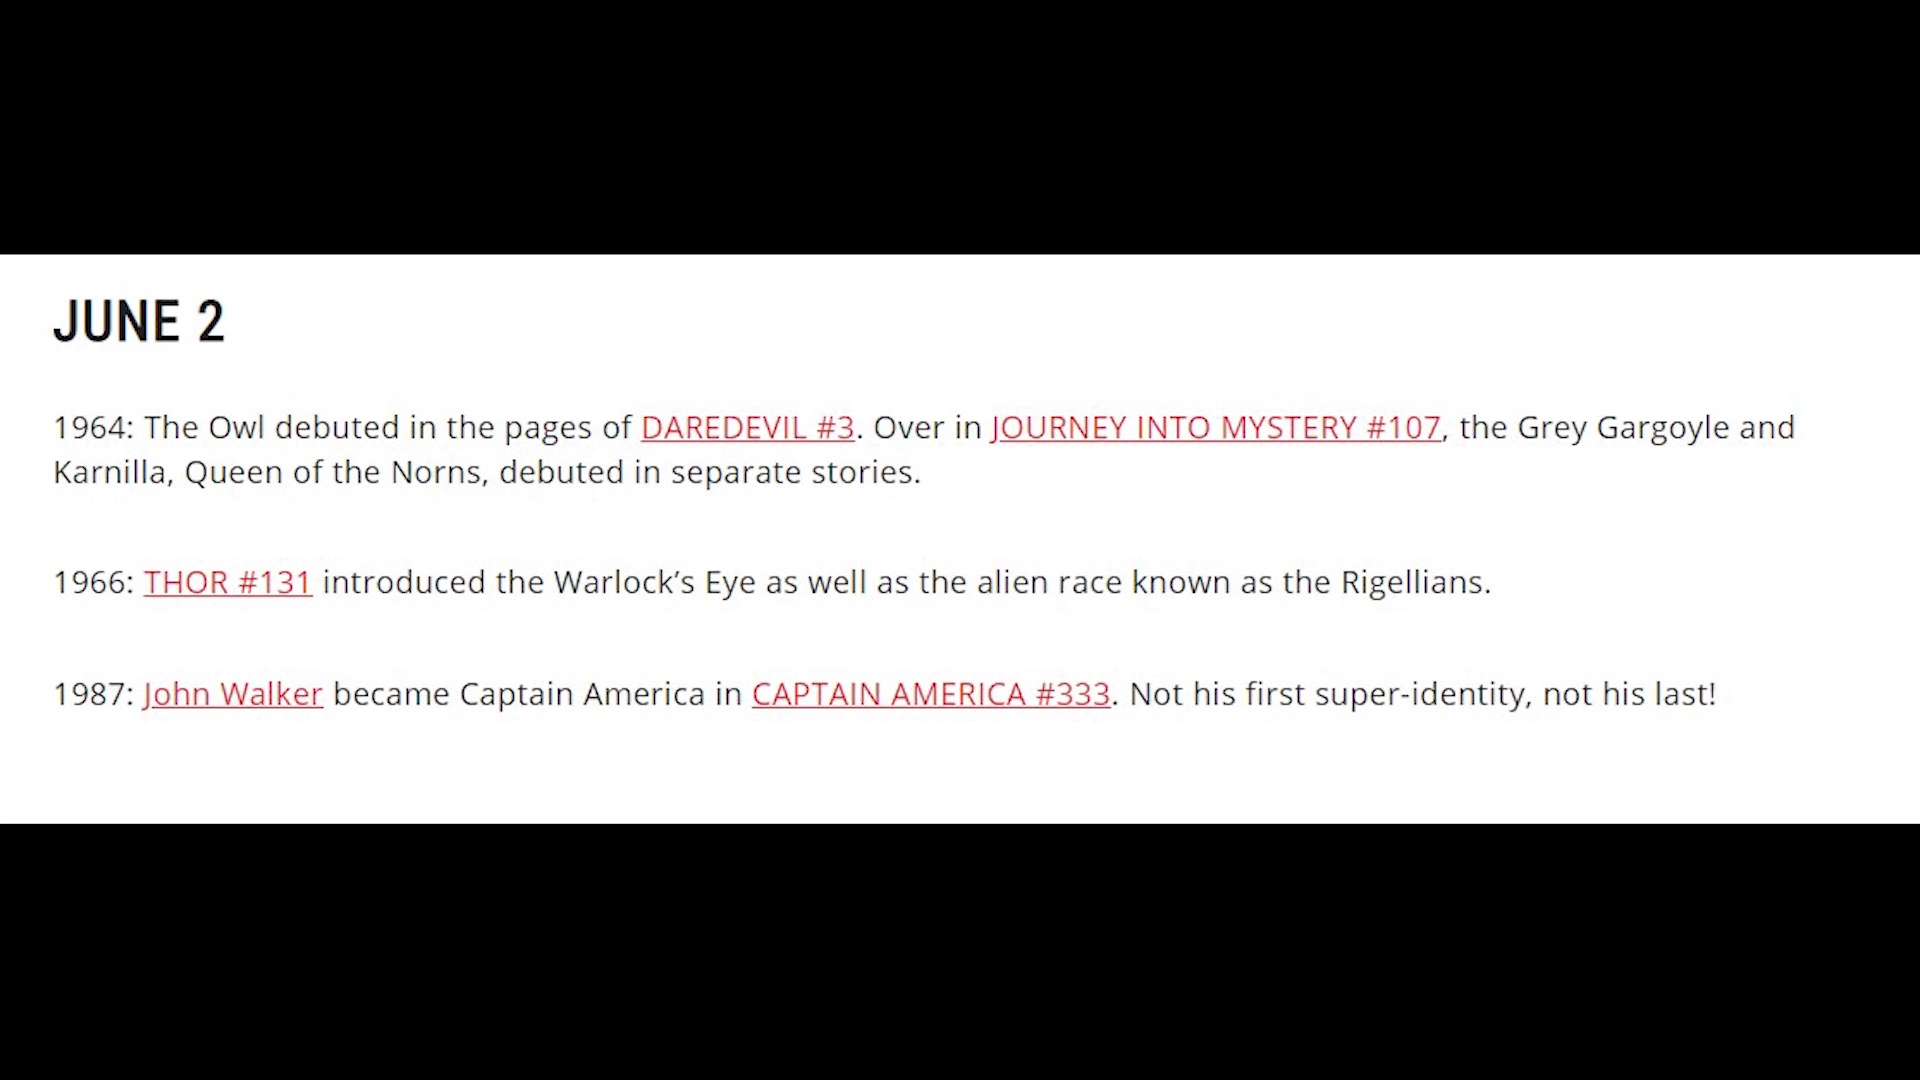 JUNE 2
1964: The Owl debuted in the pages of DAREDEVIL #3. Over in JOURNEY INTO MYSTERY #107, the Grey Gargoyle and
Karnilla, Queen of the Norns, debuted in separate stories.
1966: THOR #131 introduced the Warlock’s Eye as well as the alien race known as the Rigellians.
1987: John Walker became Captain America in CAPTAIN AMERICA #333. Not his first super-identity, not his last!